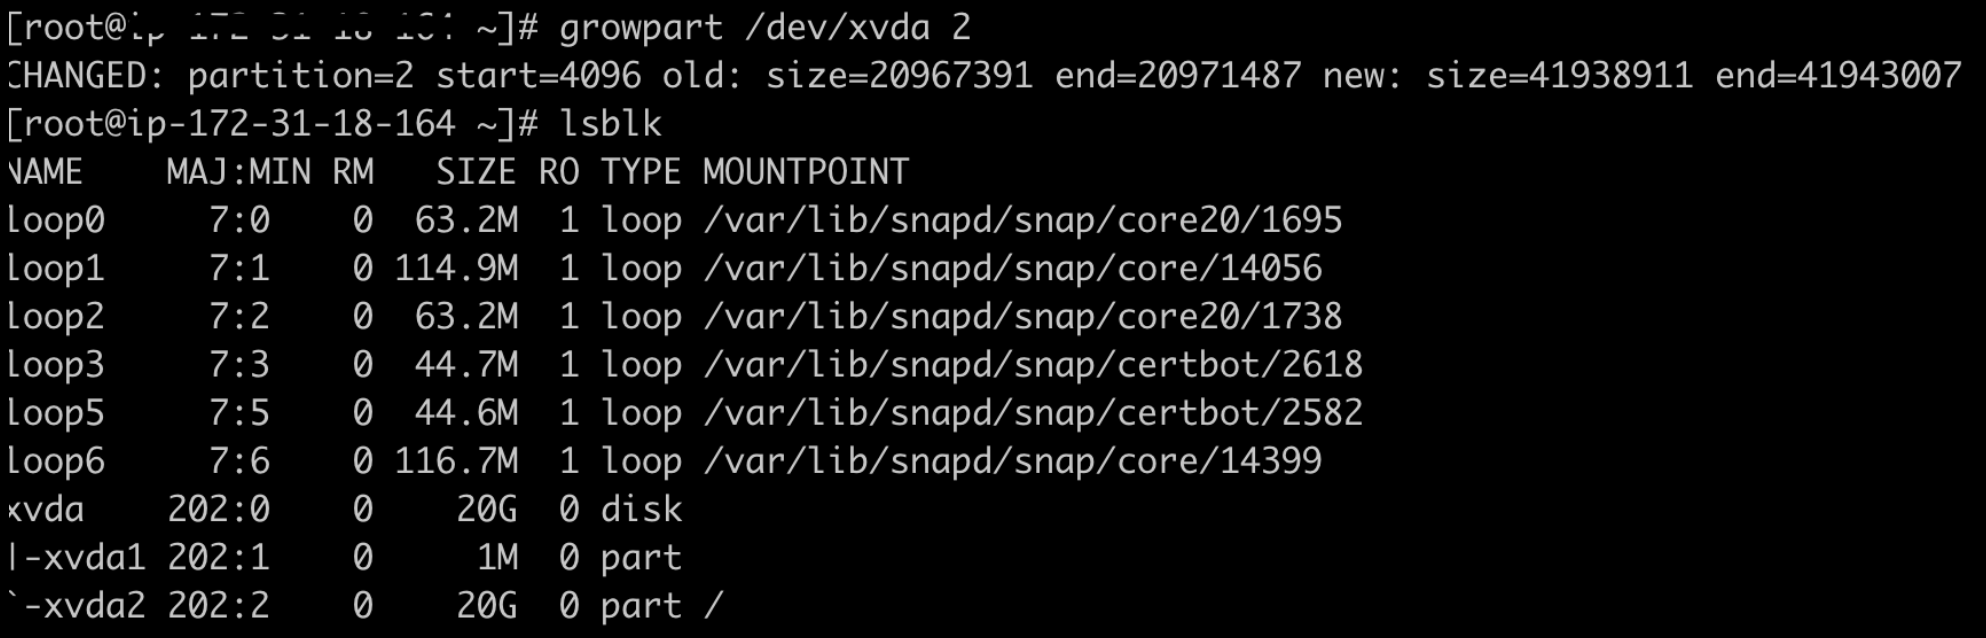 [root@ip-172-31-18-164 ~]# growpart /dev/xvda 2
CHANGED: partition=2 start=4096 old: size=20967391 end=20971487 new: size=41938911 end=41943007
[root@ip-172-31-18-164 ~]# lsblk
NAME    MAJ:MIN RM   SIZE RO TYPE MOUNTPOINT
loop0     7:0    0  63.2M  1 loop /var/lib/snapd/snap/core20/1695
loop1     7:1    0 114.9M  1 loop /var/lib/snapd/snap/core/14056
loop2     7:2    0  63.2M  1 loop /var/lib/snapd/snap/core20/1738
loop3     7:3    0  44.7M  1 loop /var/lib/snapd/snap/certbot/2618
loop5     7:5    0  44.6M  1 loop /var/lib/snapd/snap/certbot/2582
loop6     7:6    0 116.7M  1 loop /var/lib/snapd/snap/core/14399
xvda    202:0    0    20G  0 disk
|-xvda1 202:1    0     1M  0 part
`-xvda2 202:2    0    20G  0 part /